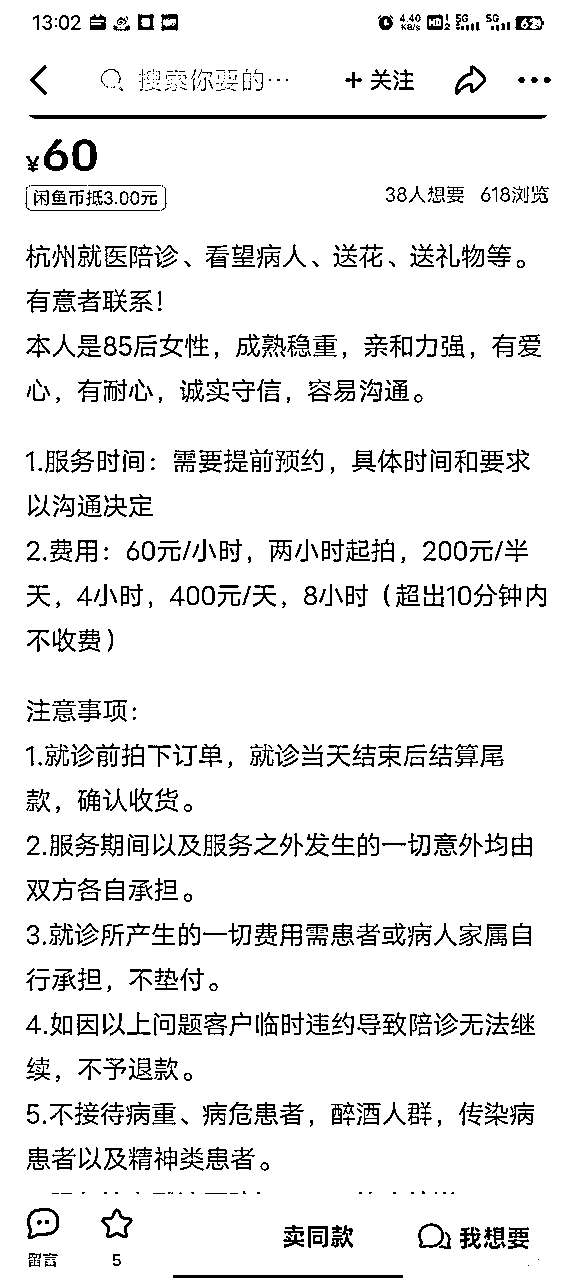 13:02
4.40
KB/s
HD
5G
5G
62
搜索你要的…
+ 关注
¥60
闲鱼币抵3.00元
38人想要 618浏览
杭州就医陪诊、看望病人、送花、送礼物等。
有意者联系！
本人是85后女性，成熟稳重，亲和力强，有爱
心，有耐心，诚实守信，容易沟通。
1.服务时间：需要提前预约，具体时间和要求
以沟通决定
2.费用：60元/小时，两小时起拍，200元/半
天，4小时，400元/天，8小时（超出10分钟内
不收费）
注意事项：
1.就诊前拍下订单，就诊当天结束后结算尾
款，确认收货。
2.服务期间以及服务之外发生的一切意外均由
双方各自承担。
3.就诊所产生的一切费用需患者或病人家属自
行承担，不垫付。
4.如因以上问题客户临时违约导致陪诊无法继
续，不予退款。
5.不接待病重、病危患者，醉酒人群，传染病
患者以及精神类患者。
留言
5
卖同款
我想要